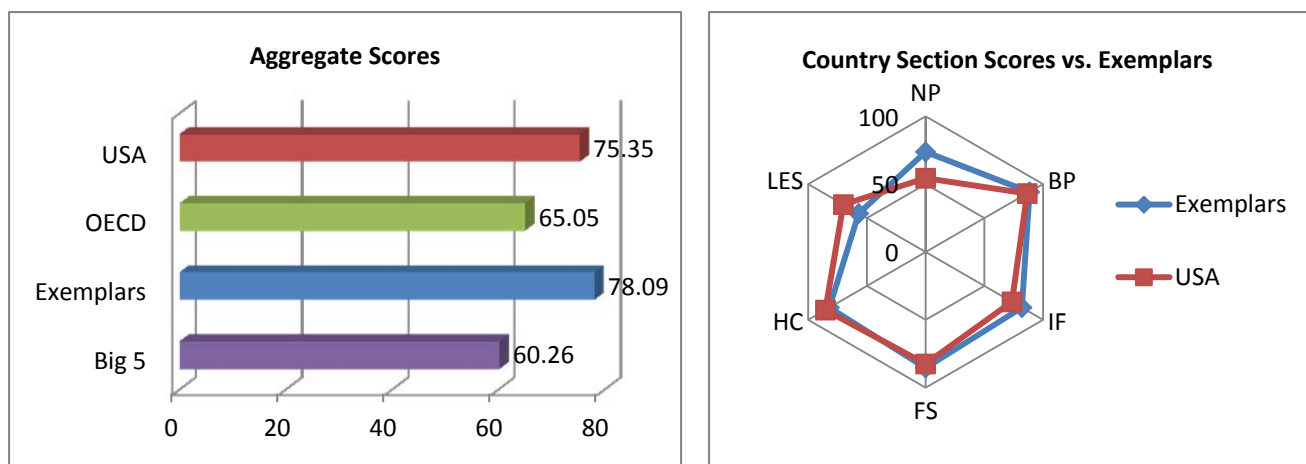 Aggregate Scores
USA
75.35
OECD
65.05
Exemplars
78.09
Big 5
60.26
0 20 40 60 80
Country Section Scores vs. Exemplars
NP
100
LES
50
BP
0
HC
IF
FS
Exemplars
USA